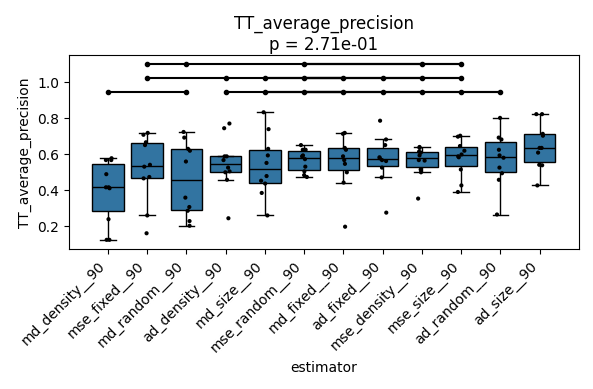 TT_average_precision
p = 2.71e-01
TT_average_precision
1.0
0.8
0.6
0.4
0.2
md_density__90
mse_fixed__90
md_random__90
ad_density__90
md_size__90
mse_random__90
md_fixed__90
ad_fixed__90
mse_density__90
mse_size__90
ad_random__90
ad_size__90
estimator